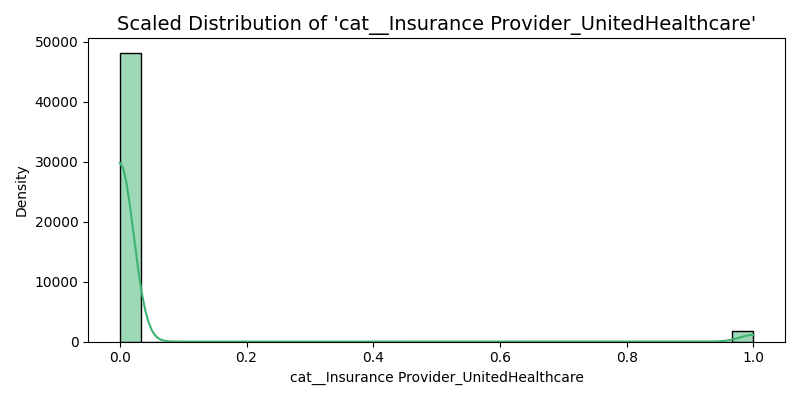 Scaled Distribution of 'cat__Insurance Provider_UnitedHealthcare'
50000
40000
30000
20000
10000
0
Density
0.0 0.2 0.4 0.6 0.8 1.0
cat__Insurance Provider_UnitedHealthcare